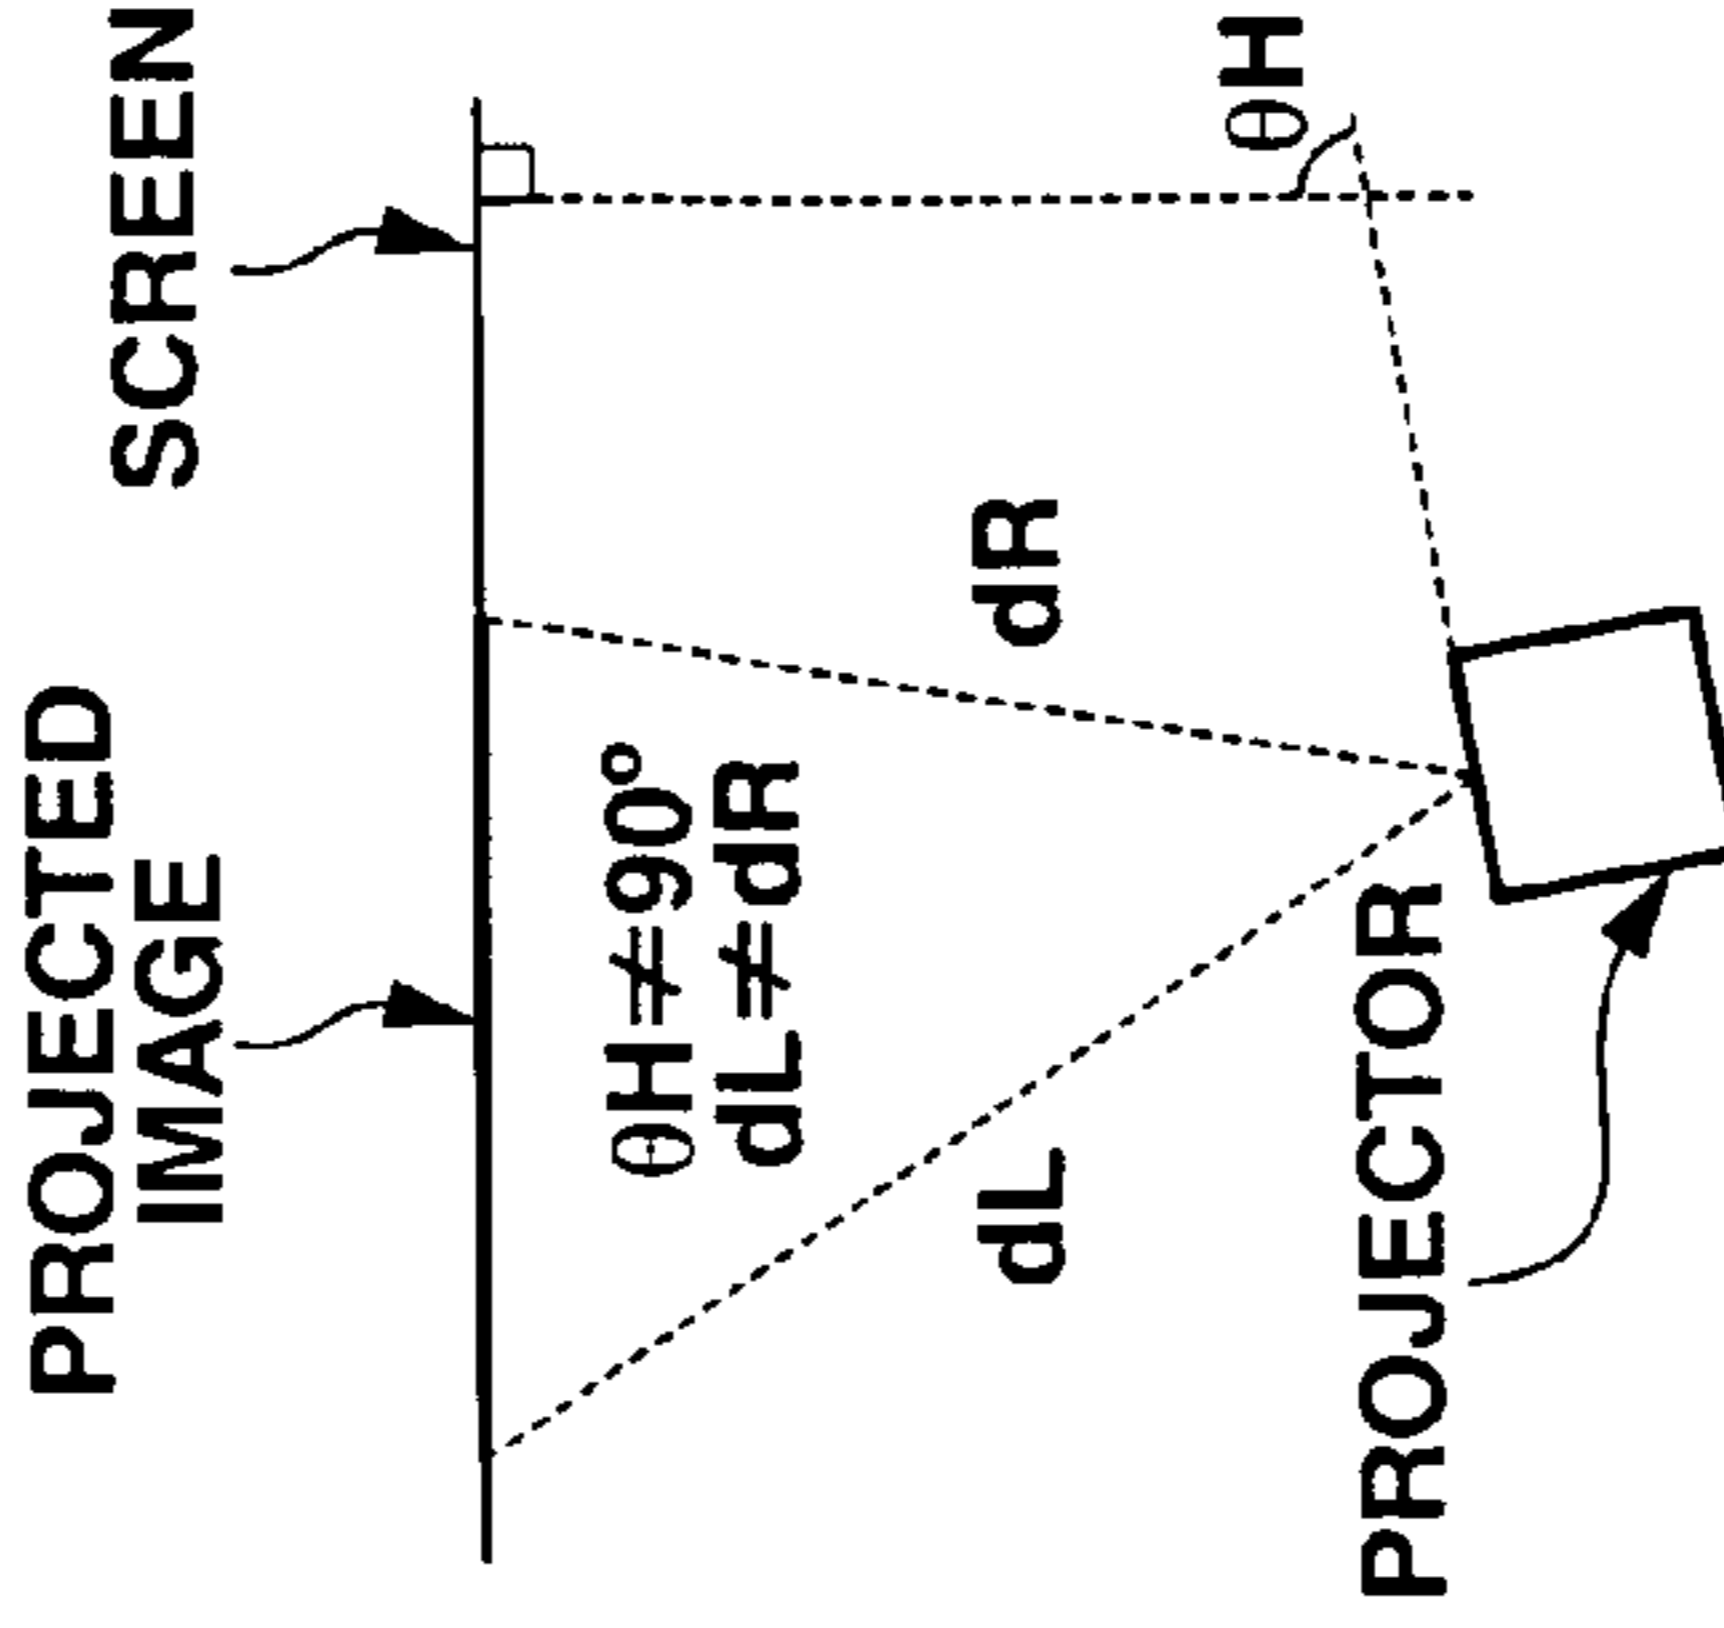 PROJECTED
IMAGE
SCREEN
θH≠90°
dL≠dR
dL
dR
θH
PROJECTOR